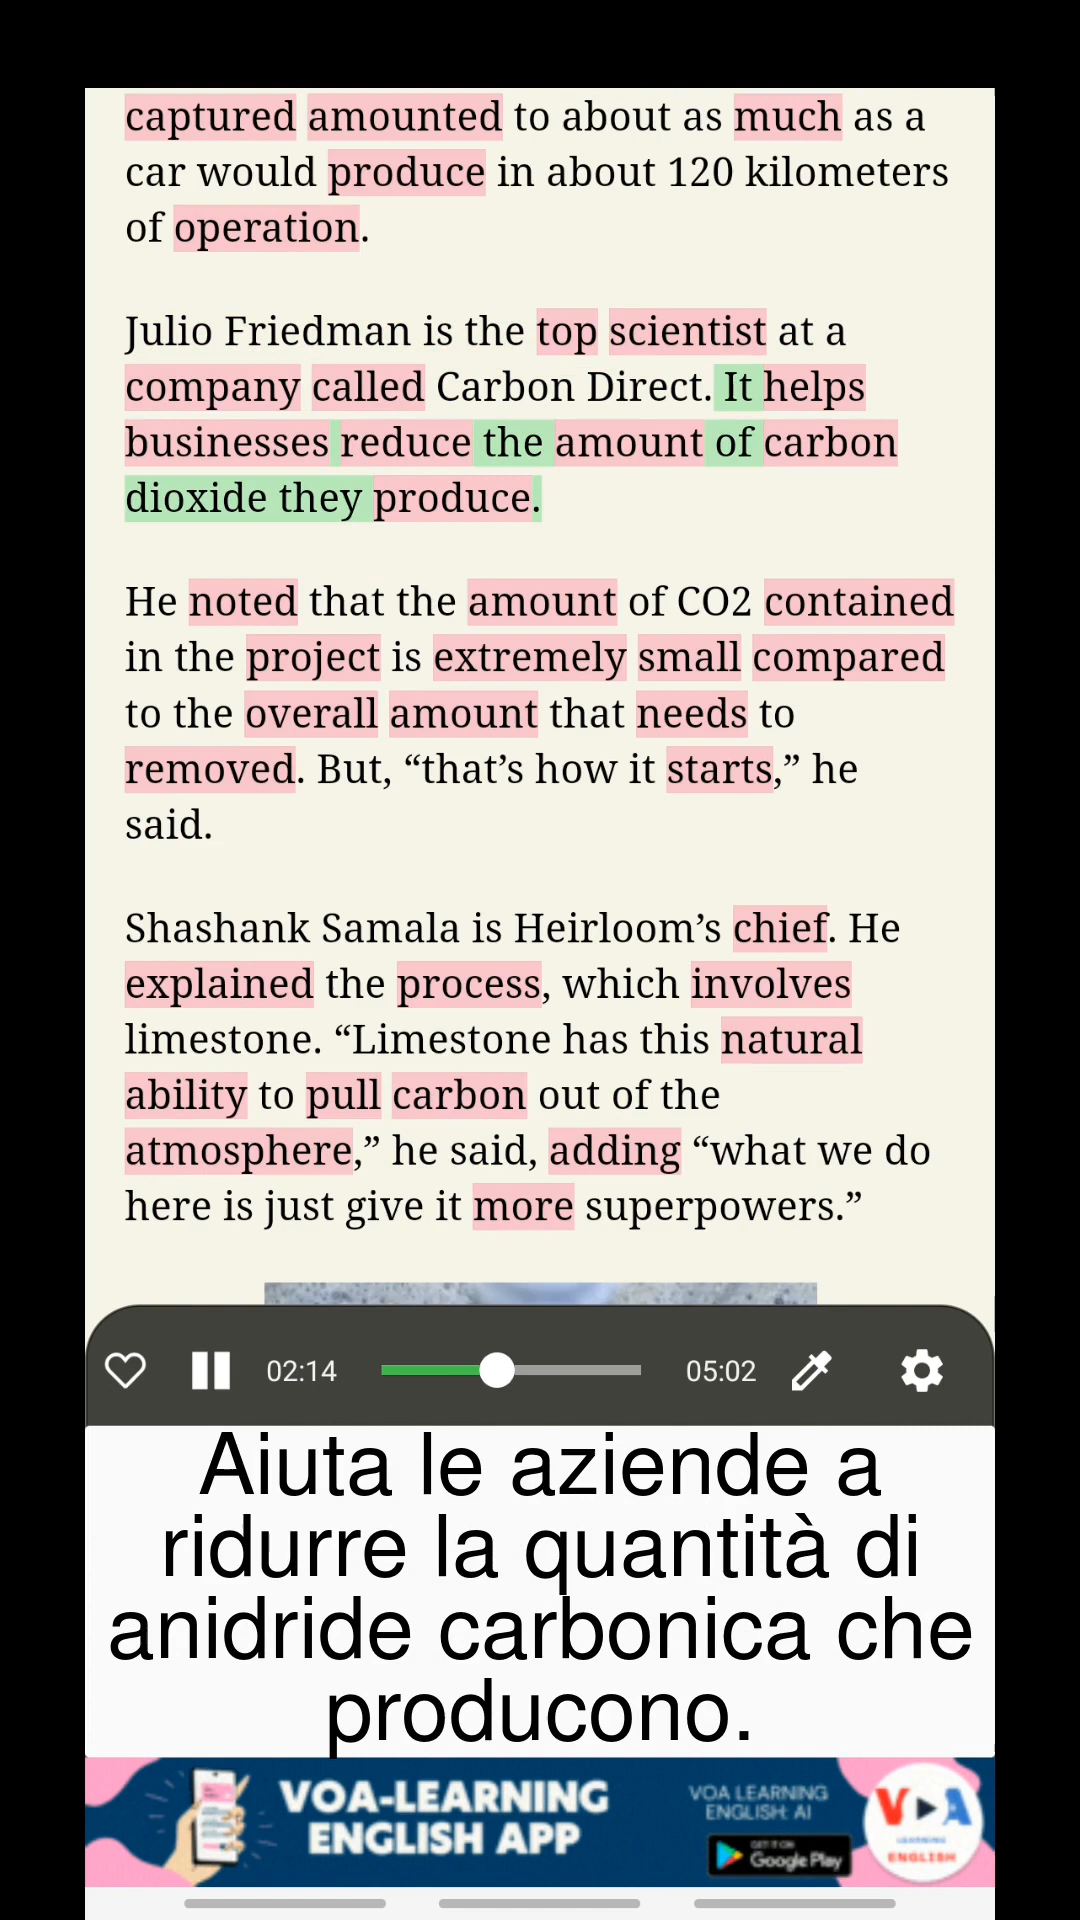 captured amounted to about as much as a
car would produce in about 120 kilometers
of operation.
Julio Friedman is the top scientist at a
company called Carbon Direct. It helps
businesses reduce the amount of carbon
dioxide they produce.
He noted that the amount of CO2 contained
in the project is extremely small compared
to the overall amount that needs to
removed. But, “that’s how it starts,” he
said.
Shashank Samala is Heirloom’s chief. He
explained the process, which involves
limestone. “Limestone has this natural
ability to pull carbon out of the
atmosphere,” he said, adding “what we do
here is just give it more superpowers.”
02:14
05:02
Aiuta le aziende a
ridurre la quantità di
anidride carbonica che
producono.
VOA-LEARNING
ENGLISH APP
VOA LEARNING
ENGLISH: AI
GET IT ON
Google Play
VOA
LEARNING
ENGLISH